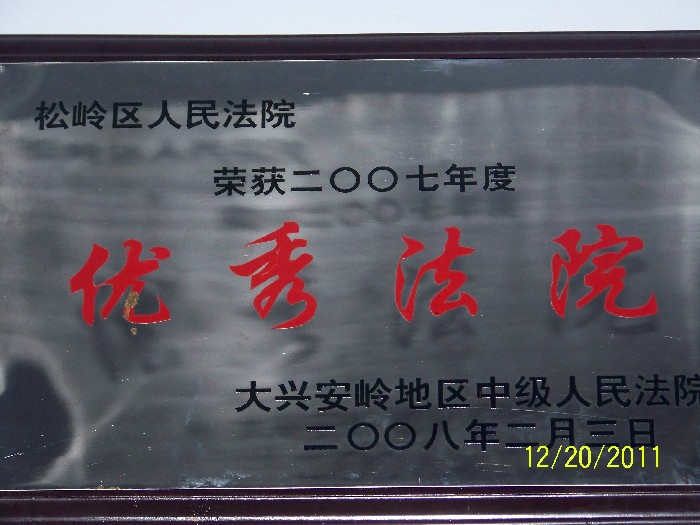 松岭区人民法院
荣获二〇〇七年度
优秀法院
大兴安岭地区中级人民法院
二〇〇八年二月三日
12/20/2011